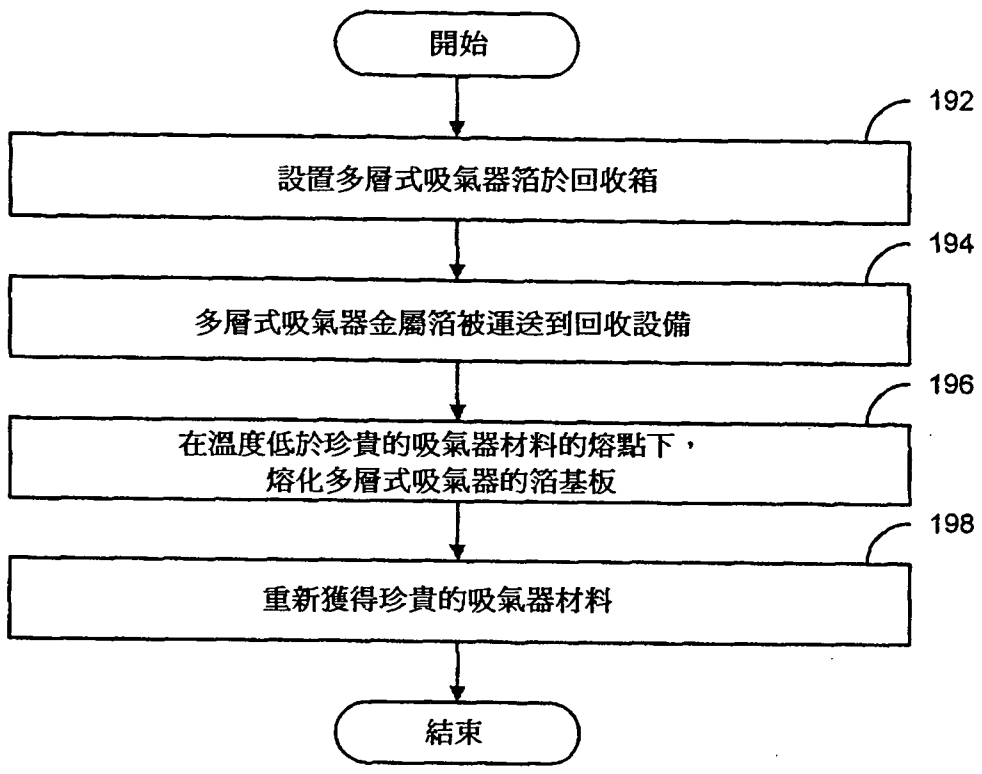 開始
192
設置多層式吸氣器箔於回收箱
194
多層式吸氣器金屬箔被運送到回收設備
196
在溫度低於珍貴的吸氣器材料的熔點下，
熔化多層式吸氣器的箔基板
198
重新獲得珍貴的吸氣器材料
結束